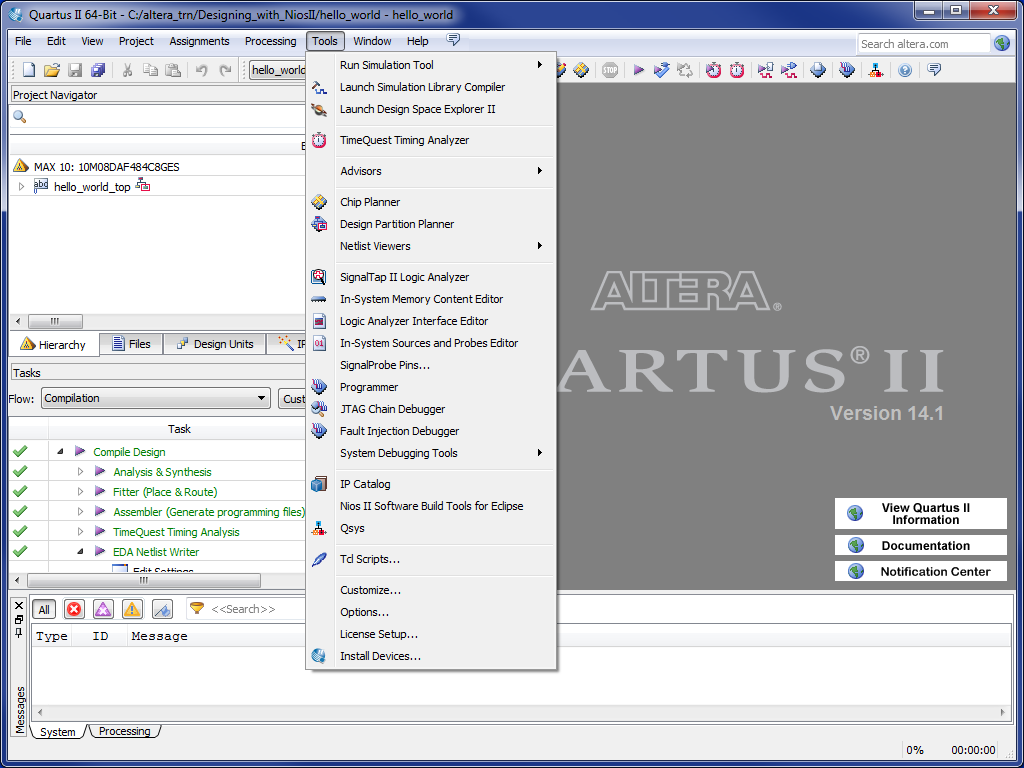 Quartus II 64-Bit - C:/altera_trn/Designing_with_NiosII/hello_world - hello_world
File Edit View Project Assignments Processing Tools Window Help
Search altera.com
hello_world
Project Navigator
MAX 10: 10M08DAF484C8GES
hello_world_top
Hierarchy Files Design Units IP
Tasks
Flow: Compilation Cust
Task
Compile Design
Analysis & Synthesis
Fitter (Place & Route)
Assembler (Generate programming files)
TimeQuest Timing Analysis
EDA Netlist Writer
Edit Settings
Run Simulation Tool
Launch Simulation Library Compiler
Launch Design Space Explorer II
TimeQuest Timing Analyzer
Advisors
Chip Planner
Design Partition Planner
Netlist Viewers
SignalTap II Logic Analyzer
In-System Memory Content Editor
Logic Analyzer Interface Editor
In-System Sources and Probes Editor
SignalProbe Pins...
Programmer
JTAG Chain Debugger
Fault Injection Debugger
System Debugging Tools
IP Catalog
Nios II Software Build Tools for Eclipse
Qsys
Tcl Scripts...
Customize...
Options...
License Setup...
Install Devices...
ALTERA®
ARTUS® II
Version 14.1
View Quartus II
Information
Documentation
Notification Center
All <<Search>>
Type ID Message
Messages
System Processing
0% 00:00:00